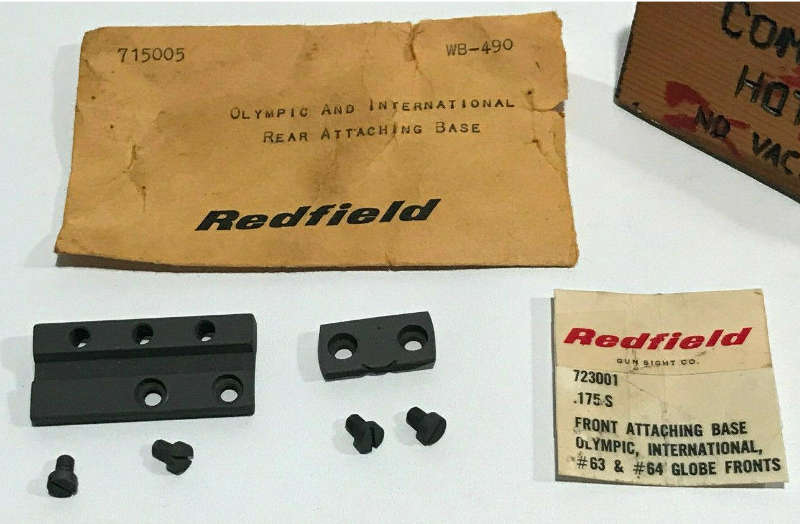 715005 WB-490
OLYMPIC AND INTERNATIONAL
REAR ATTACHING BASE
Redfield
HOT
NO VAC
Redfield
GUN SIGHT CO.
723001
.175 S
FRONT ATTACHING BASE
OLYMPIC, INTERNATIONAL,
#63 & #64 GLOBE FRONTS